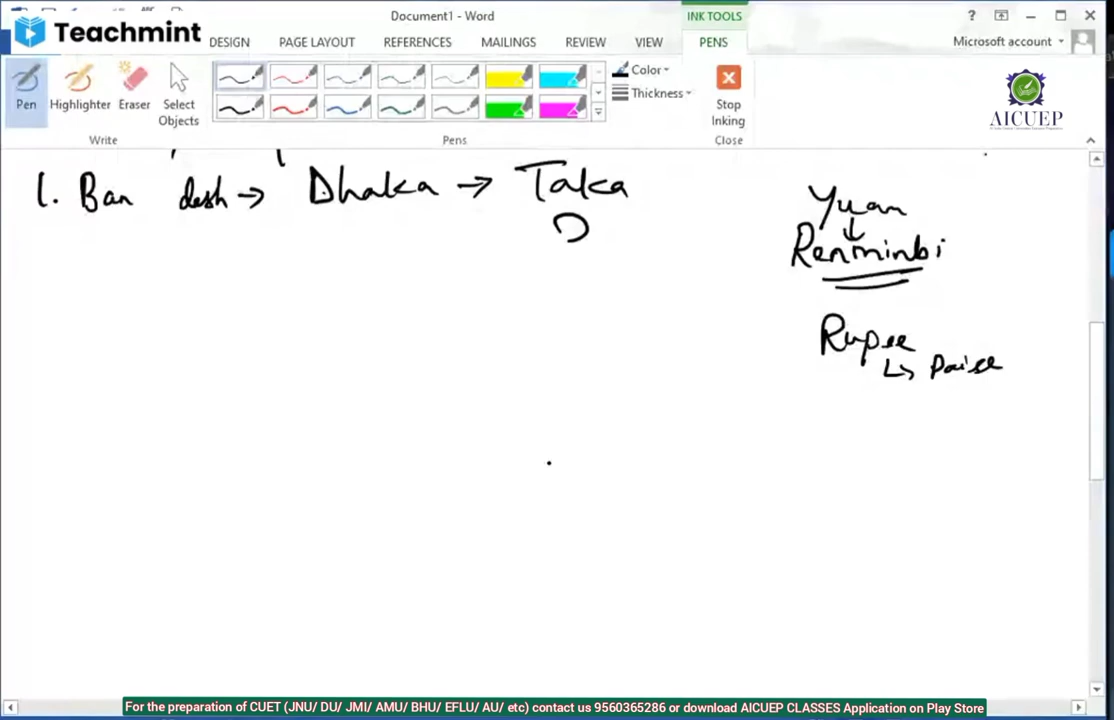 Document1 - Word
INK TOOLS
?
Teachmint
DESIGN
PAGE LAYOUT
REFERENCES
MAILINGS
REVIEW
VIEW
PENS
Microsoft account
Pen
Highlighter
Eraser
Select
Objects
Color
Thickness
Stop
Inking
Write
Pens
Close
AICUEP
1. Ban desh → Dhaka → Taka
Yuan
↓
Renminbi
Rupee
↳ Paise
For the preparation of CUET (JNU/ DU/ JMI/ AMU/ BHU/ EFLU/ AU/ etc) contact us 9560365286 or download AICUEP CLASSES Application on Play Store